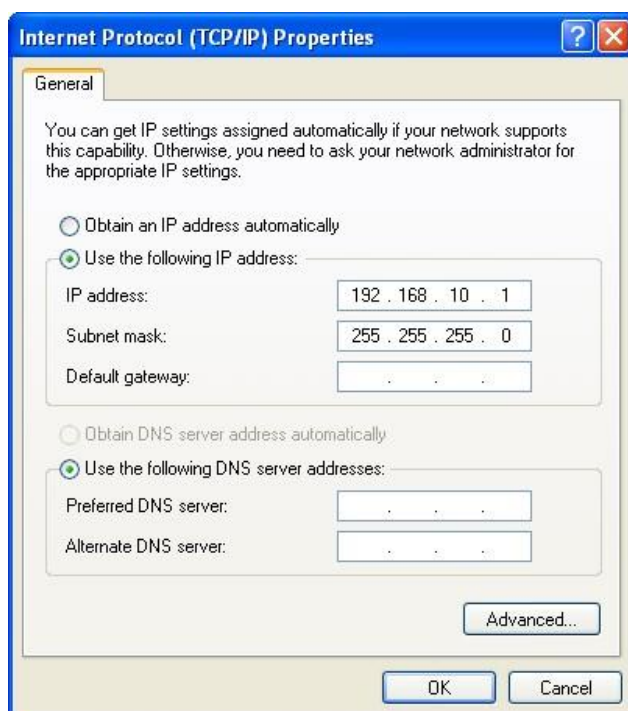 Internet Protocol (TCP/IP) Properties
General
You can get IP settings assigned automatically if your network supports
this capability. Otherwise, you need to ask your network administrator for
the appropriate IP settings.
Obtain an IP address automatically
Use the following IP address:
IP address: 192 . 168 . 10 . 1
Subnet mask: 255 . 255 . 255 . 0
Default gateway: . . .
Obtain DNS server address automatically
Use the following DNS server addresses:
Preferred DNS server: . . .
Alternate DNS server: . . .
Advanced...
OK Cancel